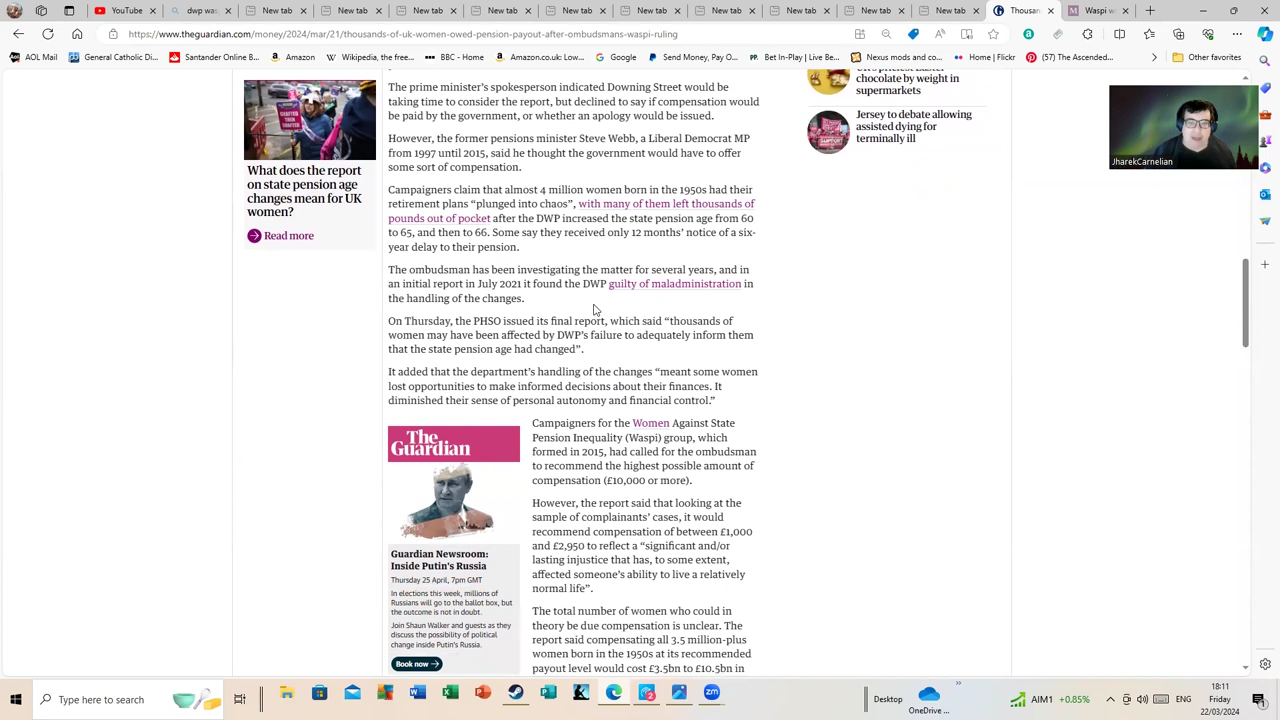 YouTube
Thous
Waspi w
https://www.theguardian.com/money/2024/mar/21/thousands-of-uk-women-owed-pension-payout-after-ombudsmans-waspi-ruling
AOL Mail
General Catholic Di...
Santander Online B...
Amazon
Wikipedia, the free...
BBC - Home
Amazon.co.uk: Low...
Google
Send Money, Pay O...
Bet In-Play | Live Be...
Nexus mods and co...
Home | Flickr
(57) The Ascended...
Other favorites
What does the report
on state pension age
changes mean for UK
women?
Read more
The prime minister's spokesperson indicated Downing Street would be
taking time to consider the report, but declined to say if compensation would
be paid by the government, or whether an apology would be issued.
However, the former pensions minister Steve Webb, a Liberal Democrat MP
from 1997 until 2015, said he thought the government would have to offer
some sort of compensation.
Campaigners claim that almost 4 million women born in the 1950s had their
retirement plans “plunged into chaos”, with many of them left thousands of
pounds out of pocket after the DWP increased the state pension age from 60
to 65, and then to 66. Some say they received only 12 months’ notice of a six-
year delay to their pension.
The ombudsman has been investigating the matter for several years, and in
an initial report in July 2021 it found the DWP guilty of maladministration in
the handling of the changes.
On Thursday, the PHSO issued its final report, which said “thousands of
women may have been affected by DWP’s failure to adequately inform them
that the state pension age had changed”.
It added that the department’s handling of the changes “meant some women
lost opportunities to make informed decisions about their finances. It
diminished their sense of personal autonomy and financial control.”
The
Guardian
Guardian Newsroom:
Inside Putin's Russia
Thursday 25 April, 7pm GMT
In elections this week, millions of
Russians will go to the ballot box, but
the outcome is not in doubt.
Join Shaun Walker and guests as they
discuss the possibility of political
change inside Putin's Russia.
Book now
Campaigners for the Women Against State
Pension Inequality (Waspi) group, which
formed in 2015, had called for the ombudsman
to recommend the highest possible amount of
compensation (£10,000 or more).
However, the report said that looking at the
sample of complainants’ cases, it would
recommend compensation of between £1,000
and £2,950 to reflect a “significant and/or
lasting injustice that has, to some extent,
affected someone’s ability to live a relatively
normal life”.
The total number of women who could in
theory be due compensation is unclear. The
report said compensating all 3.5 million-plus
women born in the 1950s at its recommended
payout level would cost £3.5bn to £10.5bn in
chocolate by weight in
supermarkets
Jersey to debate allowing
assisted dying for
terminally ill
JharekCarnelian
Type here to search
Desktop
OneDrive ...
AIM1 +0.85%
ENG
18:11
Friday
22/03/2024